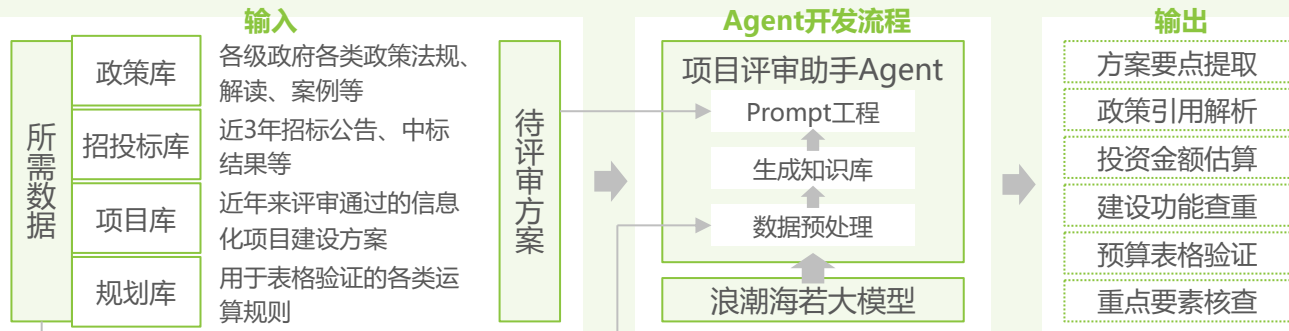 输入
所需数据
政策库
各级政府各类政策法规、
解读、案例等
招投标库
近3年招标公告、中标
结果等
项目库
近年来评审通过的信息
化项目建设方案
规划库
用于表格验证的各类运
算规则
待评审方案
Agent开发流程
项目评审助手Agent
Prompt工程
生成知识库
数据预处理
浪潮海若大模型
输出
方案要点提取
政策引用解析
投资金额估算
建设功能查重
预算表格验证
重点要素核查